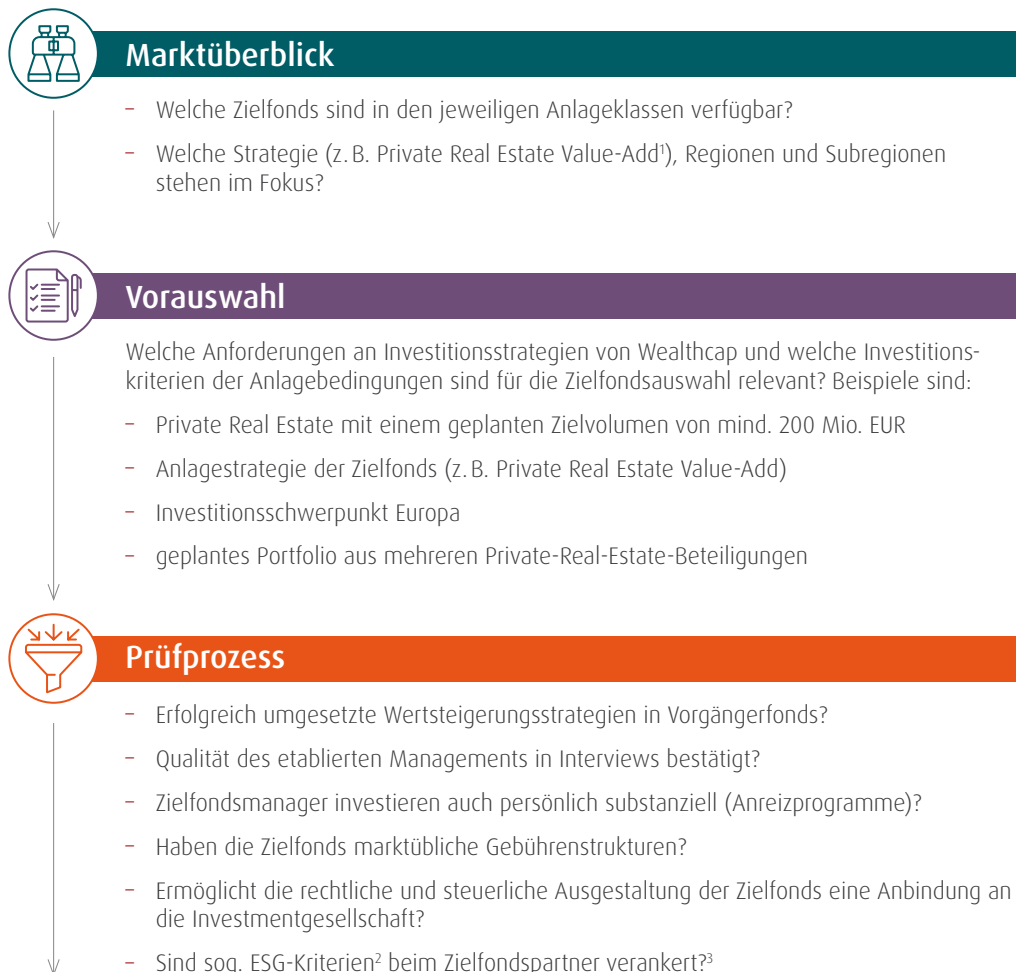 Marktüberblick
– Welche Zielfonds sind in den jeweiligen Anlageklassen verfügbar?
– Welche Strategie (z. B. Private Real Estate Value-Add¹), Regionen und Subregionen
stehen im Fokus?
Vorauswahl
Welche Anforderungen an Investitionsstrategien von Wealthcap und welche Investitions-
kriterien der Anlagebedingungen sind für die Zielfondsauswahl relevant? Beispiele sind:
– Private Real Estate mit einem geplanten Zielvolumen von mind. 200 Mio. EUR
– Anlagestrategie der Zielfonds (z. B. Private Real Estate Value-Add)
– Investitionsschwerpunkt Europa
– geplantes Portfolio aus mehreren Private-Real-Estate-Beteiligungen
Prüfprozess
– Erfolgreich umgesetzte Wertsteigerungsstrategien in Vorgängerfonds?
– Qualität des etablierten Managements in Interviews bestätigt?
– Zielfondsmanager investieren auch persönlich substanziell (Anreizprogramme)?
– Haben die Zielfonds marktübliche Gebührenstrukturen?
– Ermöglicht die rechtliche und steuerliche Ausgestaltung der Zielfonds eine Anbindung an
die Investmentgesellschaft?
– Sind sog. ESG-Kriterien² beim Zielfondspartner verankert?³